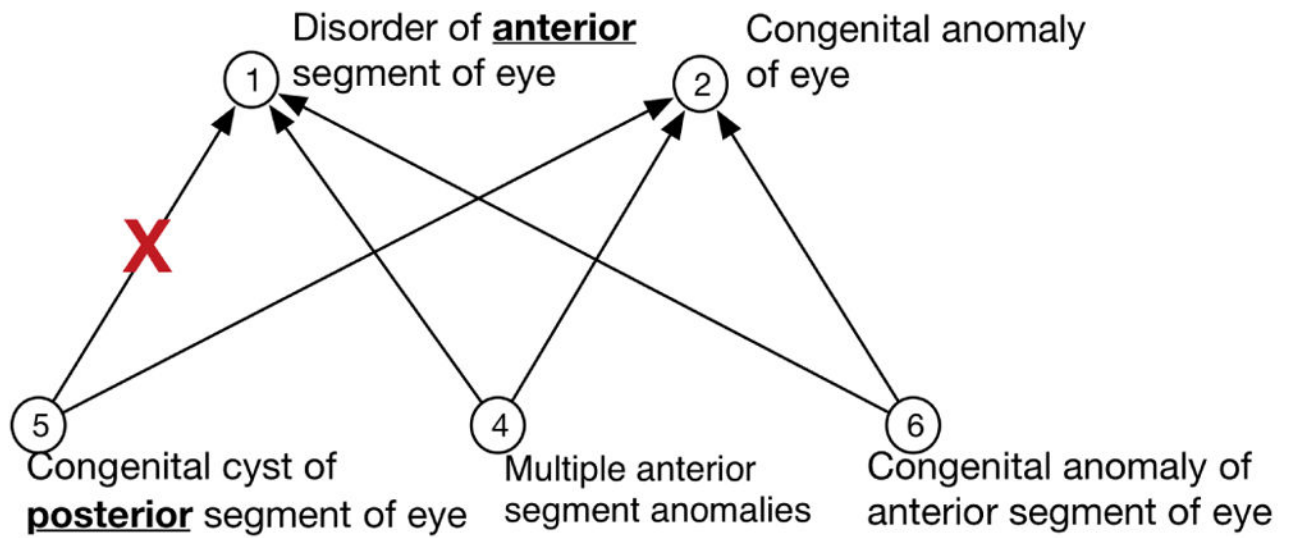 Disorder of anterior
segment of eye
1
Congenital anomaly
of eye
2
X
5
Congenital cyst of
posterior segment of eye
4
Multiple anterior
segment anomalies
6
Congenital anomaly of
anterior segment of eye